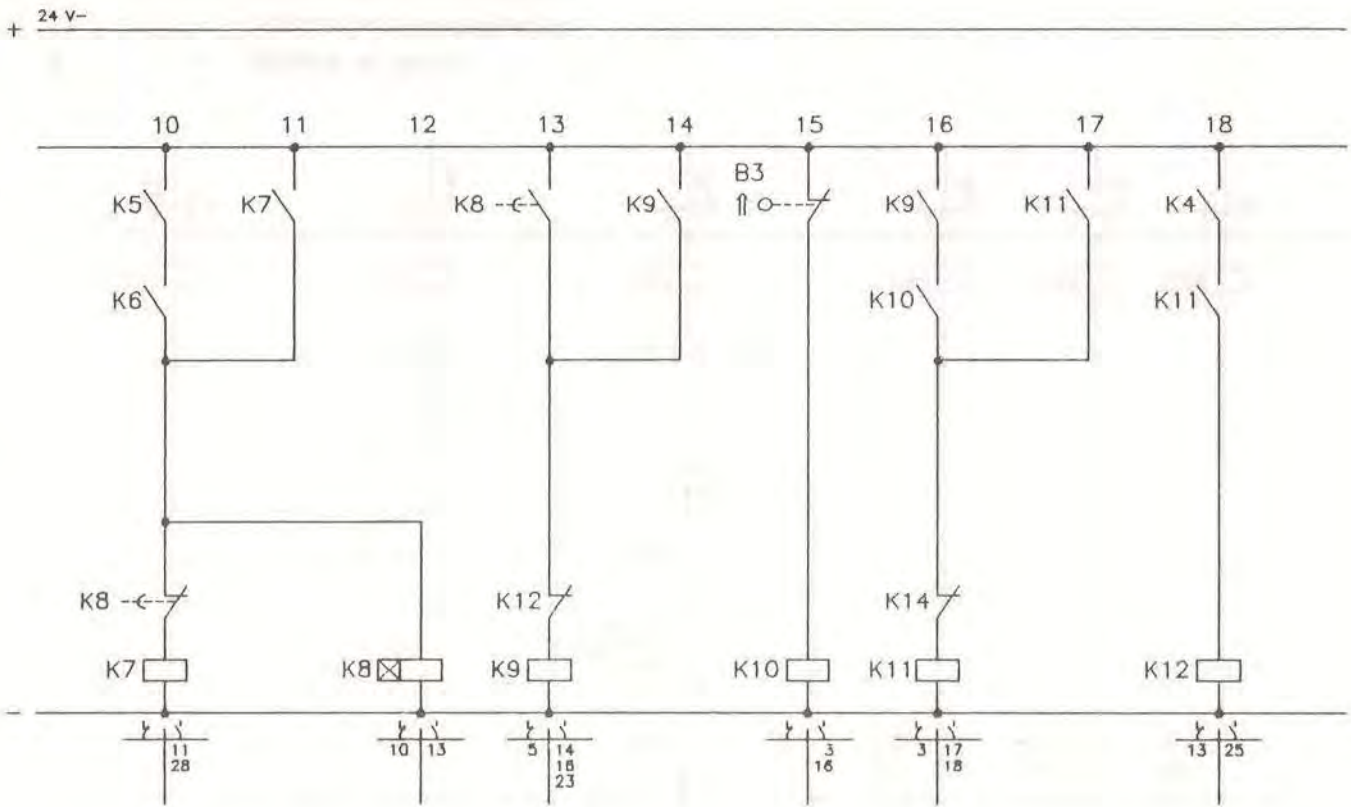 24 V-
+
10 11 12 13 14 15 16 17 18
B3
K5 K7 K8 K9 K9 K11 K4
K6 K10 K11
K8 K12 K14
K7 K8 K9 K10 K11 K12
-
11 10 13 5 14 3 3 17 13 25
28 16 16 18
23